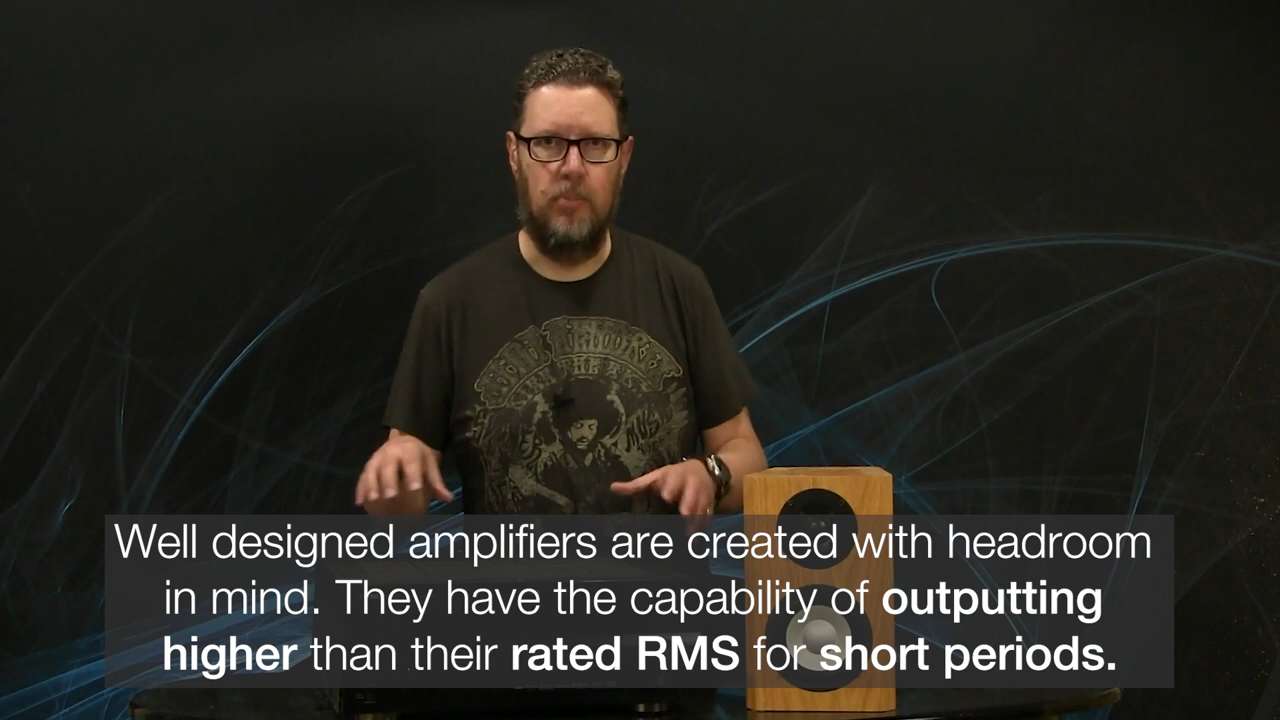 Well designed amplifiers are created with headroom
in mind. They have the capability of outputting
higher than their rated RMS for short periods.